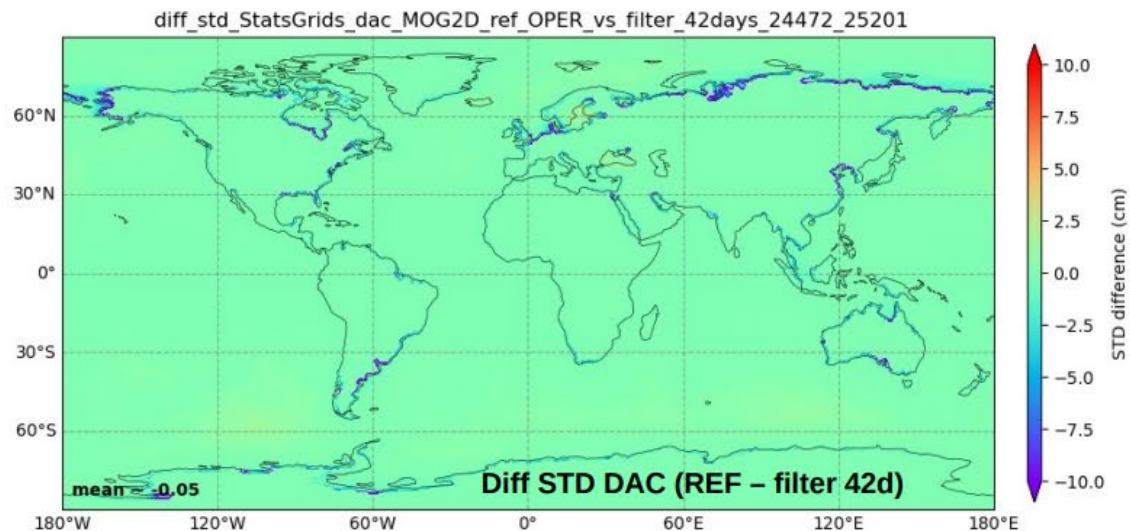 diff_std_StatsGrids_dac_MOG2D_ref_OPER_vs_filter_42days_24472_25201
60°N
30°N
0°
30°S
60°S
mean ~ -0.05
Diff STD DAC (REF – filter 42d)
180°W
120°W
60°W
0°
60°E
120°E
180°E
10.0
7.5
5.0
2.5
0.0
−2.5
−5.0
−7.5
−10.0
STD difference (cm)